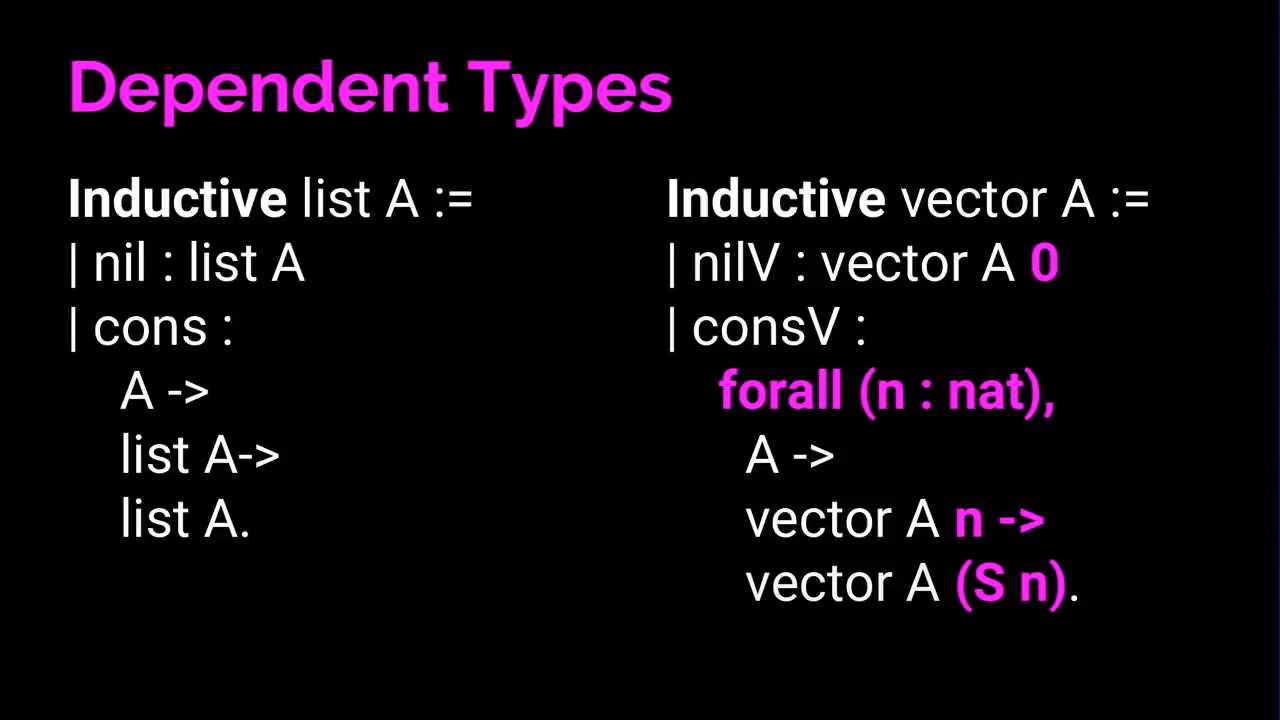 Dependent Types
Inductive list A :=
| nil : list A
| cons :
A ->
list A->
list A.
Inductive vector A :=
| nilV : vector A 0
| consV :
forall (n : nat),
A ->
vector A n ->
vector A (S n).